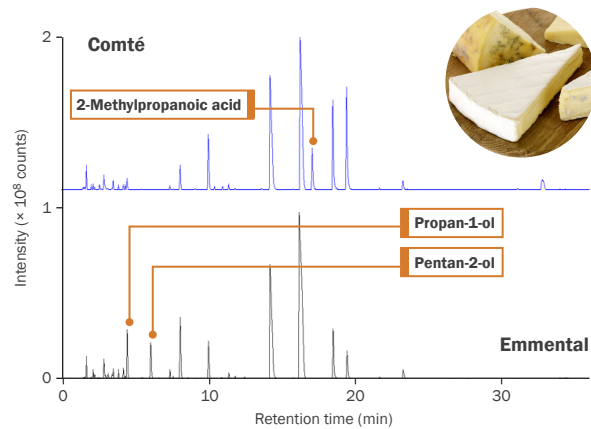 2
Comté
2-Methylpropanoic acid
Intensity (× 10⁸ counts)
1
Propan-1-ol
Pentan-2-ol
Emmental
0
0
10
20
30
Retention time (min)